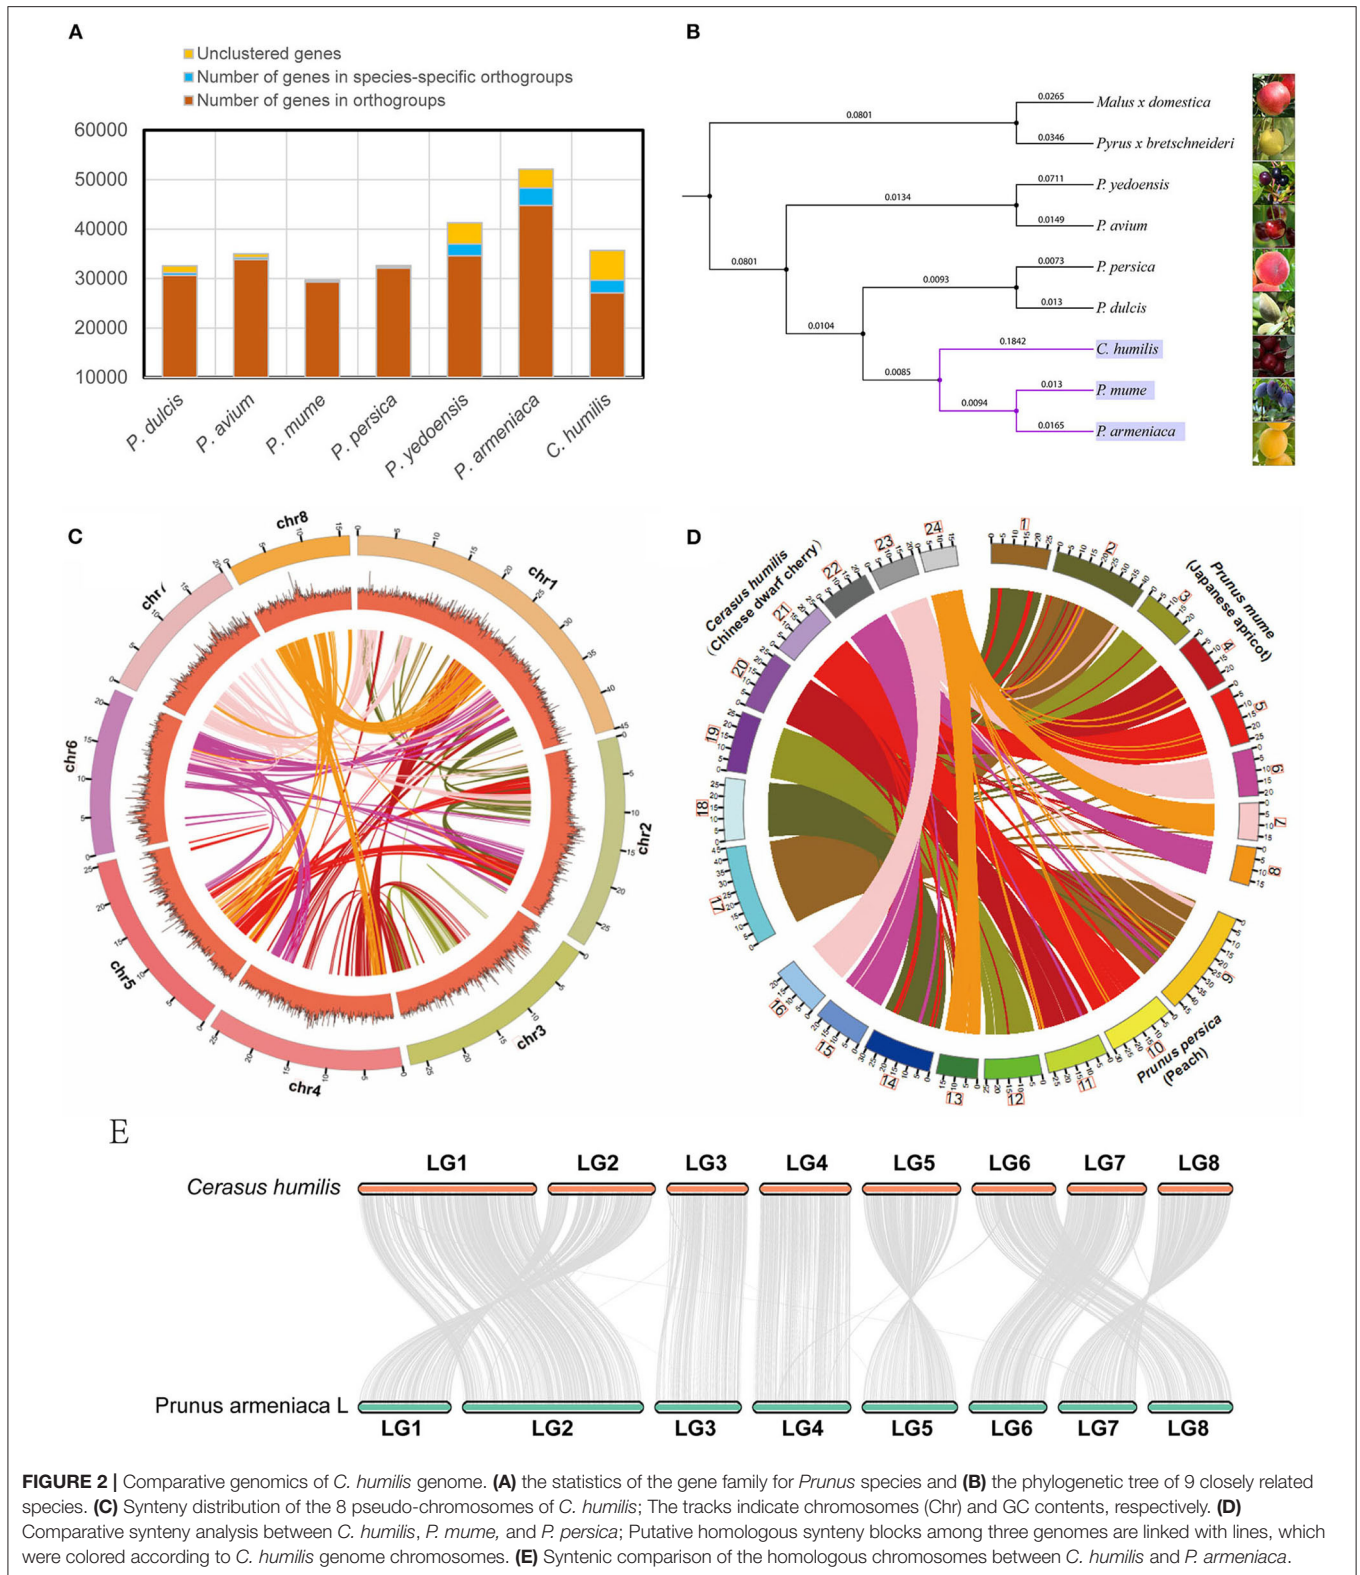 A
Unclustered genes
Number of genes in species-specific orthogroups
Number of genes in orthogroups
60000
50000
40000
30000
20000
10000
P. dulcis
P. avium
P. mume
P. persica
P. yedoensis
P. armeniaca
C. humilis
B
0.0265
Malus x domestica
0.0801
0.0346
Pyrus x bretschneideri
0.0711
P. yedoensis
0.0134
0.0149
P. avium
0.0801
0.0073
P. persica
0.0093
0.013
P. dulcis
0.0104
0.1842
C. humilis
0.0085
0.013
P. mume
0.0094
0.0165
P. armeniaca
C
chr1
chr2
chr3
chr4
chr5
chr6
chr7
chr8
D
Cerasus humilis
(Chinese dwarf cherry)
Prunus mume
(Japanese apricot)
Prunus persica
(Peach)
1
2
3
4
5
6
7
8
9
10
11
12
13
14
15
16
17
18
19
20
21
22
23
24
E
LG1 LG2 LG3 LG4 LG5 LG6 LG7 LG8
Cerasus humilis
Prunus armeniaca L
LG1 LG2 LG3 LG4 LG5 LG6 LG7 LG8
FIGURE 2 | Comparative genomics of C. humilis genome. (A) the statistics of the gene family for Prunus species and (B) the phylogenetic tree of 9 closely related
species. (C) Synteny distribution of the 8 pseudo-chromosomes of C. humilis; The tracks indicate chromosomes (Chr) and GC contents, respectively. (D)
Comparative synteny analysis between C. humilis, P. mume, and P. persica; Putative homologous synteny blocks among three genomes are linked with lines, which
were colored according to C. humilis genome chromosomes. (E) Syntenic comparison of the homologous chromosomes between C. humilis and P. armeniaca.